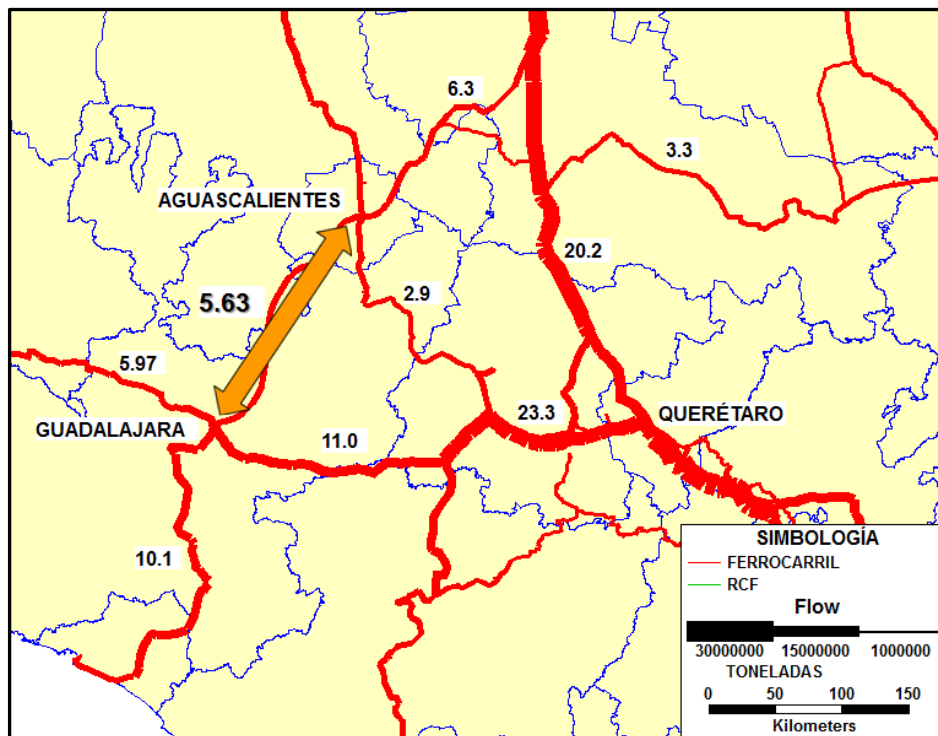 6.3
3.3
AGUASCALIENTES
20.2
2.9
5.63
5.97
23.3
QUERÉTARO
GUADALAJARA
11.0
10.1
SIMBOLOGÍA
FERROCARRIL
RCF
Flow
30000000 15000000 1000000
TONELADAS
0 50 100 150
Kilometers